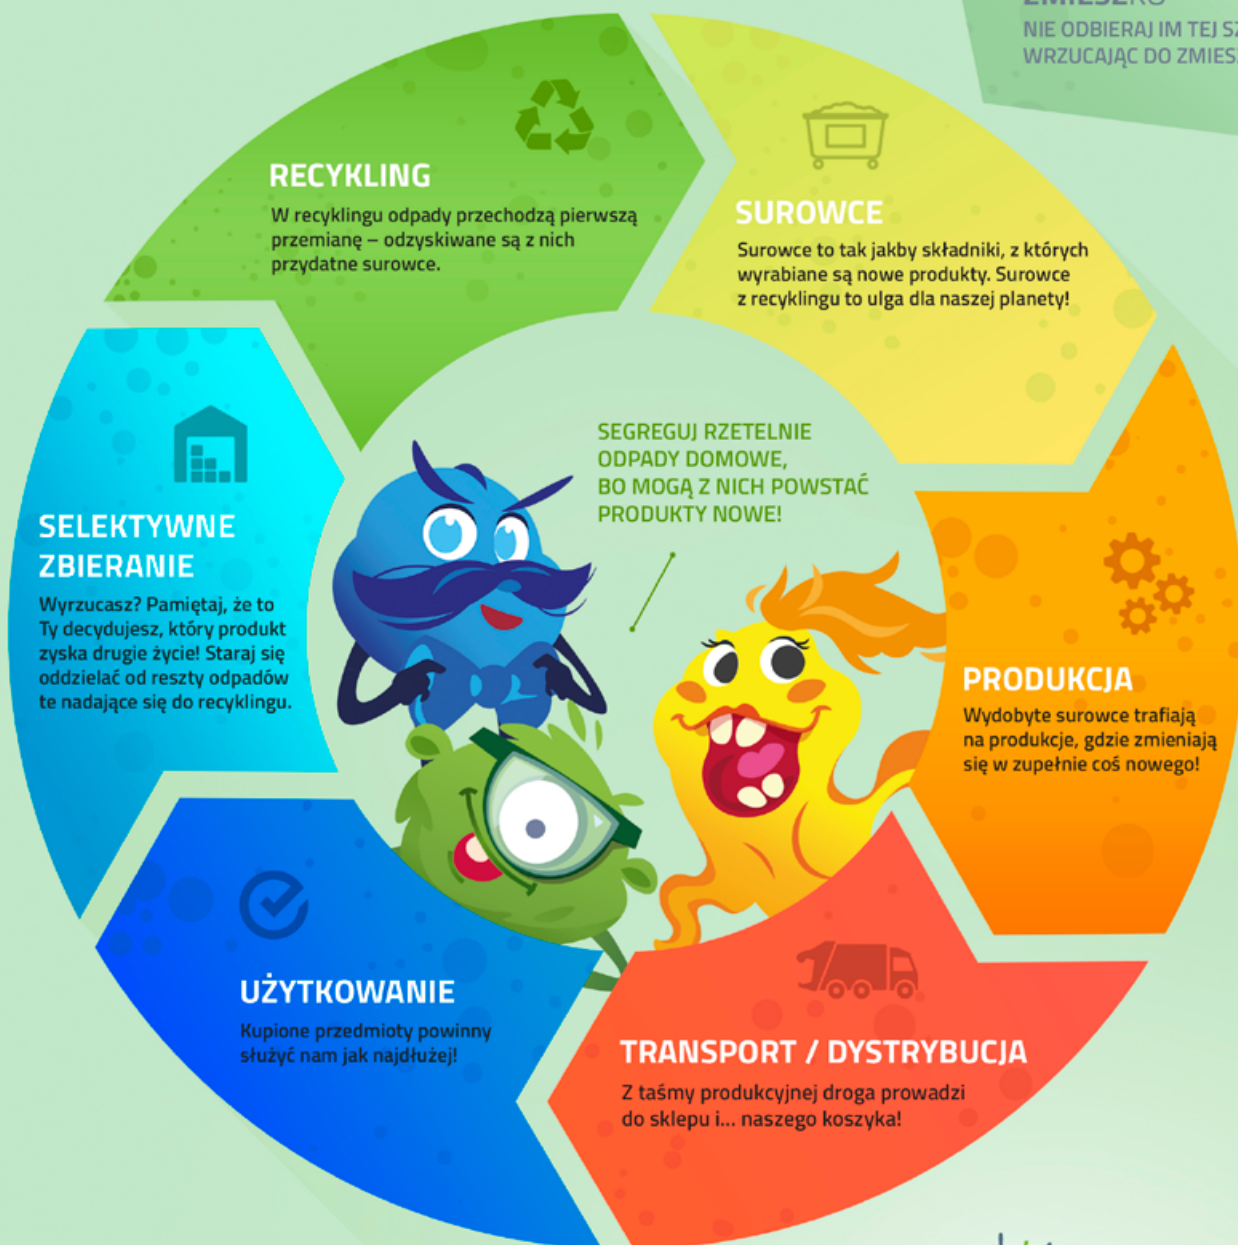 NIE ODBIERAJ IM TEJ
WRZUCAJĄC DO
RECYKLING
W recyklingu odpady przechodzą pierwszą
przemianę – odzyskiwane są z nich
przydatne surowce.
SUROWCE
Surowce to tak jakby składniki, z których
wyrabiane są nowe produkty. Surowce
z recyklingu to ulga dla naszej planety!
SEGREGUJ RZETELNIE
ODPADY DOMOWE,
BO MOGĄ Z NICH POWSTAĆ
PRODUKTY NOWE!
SELEKTYWNE
ZBIERANIE
Wyrzucasz? Pamiętaj, że to
Ty decydujesz, który produkt
zyska drugie życie! Staraj się
oddzielać od reszty odpadów
te nadające się do recyklingu.
PRODUKCJA
Wydobyte surowce trafiają
na produkcje, gdzie zmieniają
się w zupełnie coś nowego!
UŻYTKOWANIE
Kupione przedmioty powinny
służyć nam jak najdłużej!
TRANSPORT / DYSTRYBUCJA
Z taśmy produkcyjnej droga prowadzi
do sklepu i... naszego koszyka!